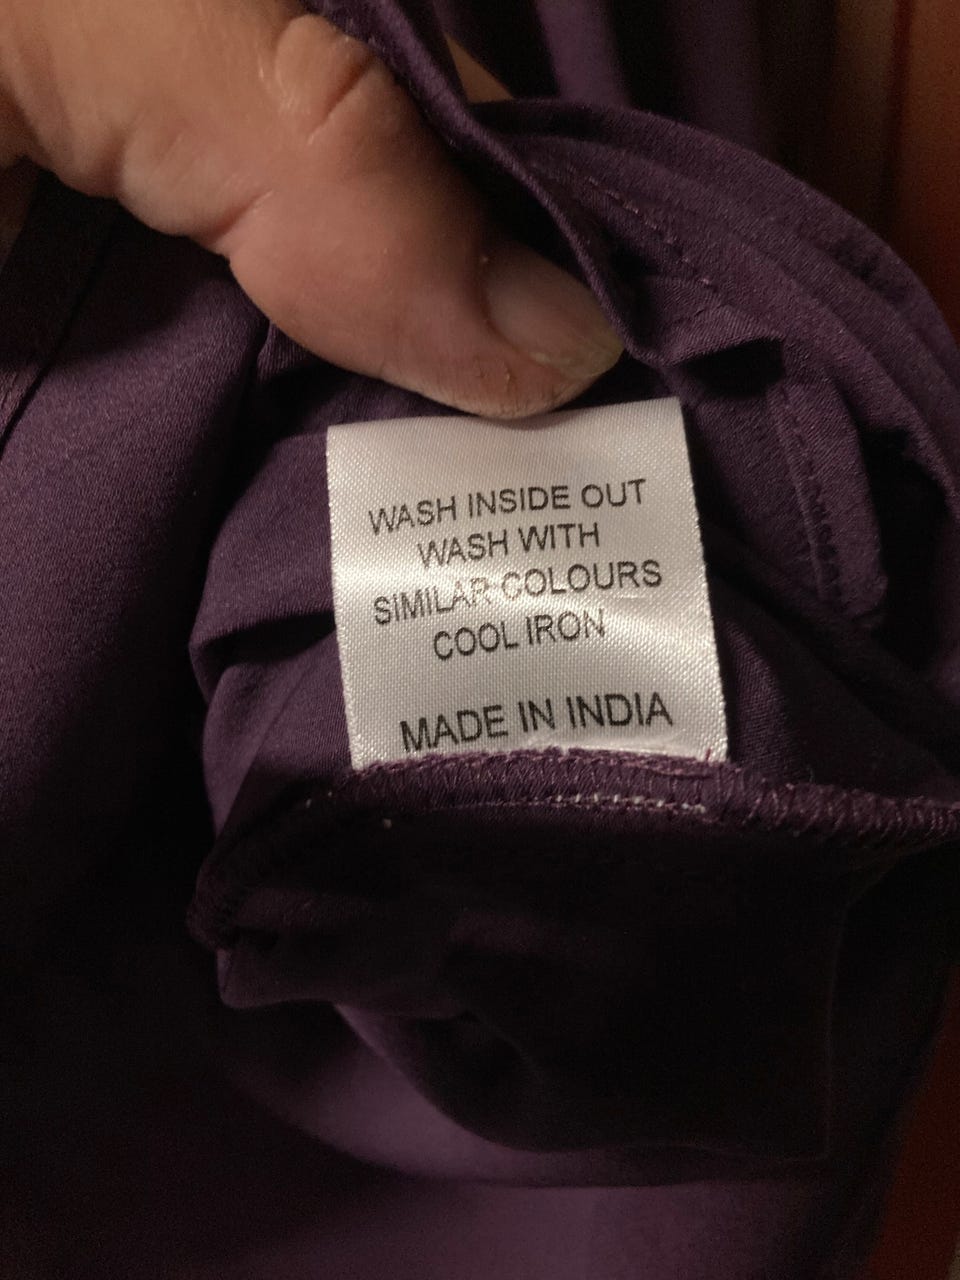 WASH INSIDE OUT
WASH WITH
SIMILAR COLOURS
COOL IRON
MADE IN INDIA